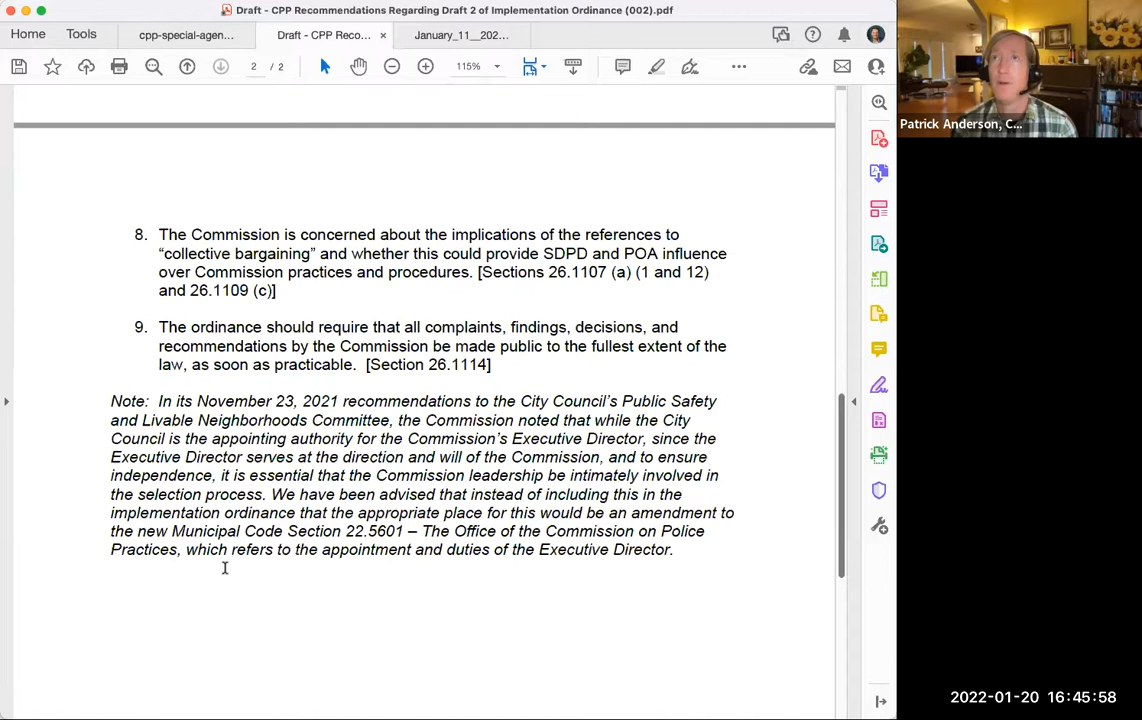 Draft - CPP Recommendations Regarding Draft 2 of Implementation Ordinance (002).pdf
Home
Tools
cpp-special-agen...
Draft - CPP Reco...
January_11__202...
2 / 2
115%
8. The Commission is concerned about the implications of the references to
“collective bargaining” and whether this could provide SDPD and POA influence
over Commission practices and procedures. [Sections 26.1107 (a) (1 and 12)
and 26.1109 (c)]
9. The ordinance should require that all complaints, findings, decisions, and
recommendations by the Commission be made public to the fullest extent of the
law, as soon as practicable. [Section 26.1114]
Note: In its November 23, 2021 recommendations to the City Council’s Public Safety
and Livable Neighborhoods Committee, the Commission noted that while the City
Council is the appointing authority for the Commission’s Executive Director, since the
Executive Director serves at the direction and will of the Commission, and to ensure
independence, it is essential that the Commission leadership be intimately involved in
the selection process. We have been advised that instead of including this in the
implementation ordinance that the appropriate place for this would be an amendment to
the new Municipal Code Section 22.5601 – The Office of the Commission on Police
Practices, which refers to the appointment and duties of the Executive Director.
Patrick Anderson, C...
2022-01-20 16:45:58